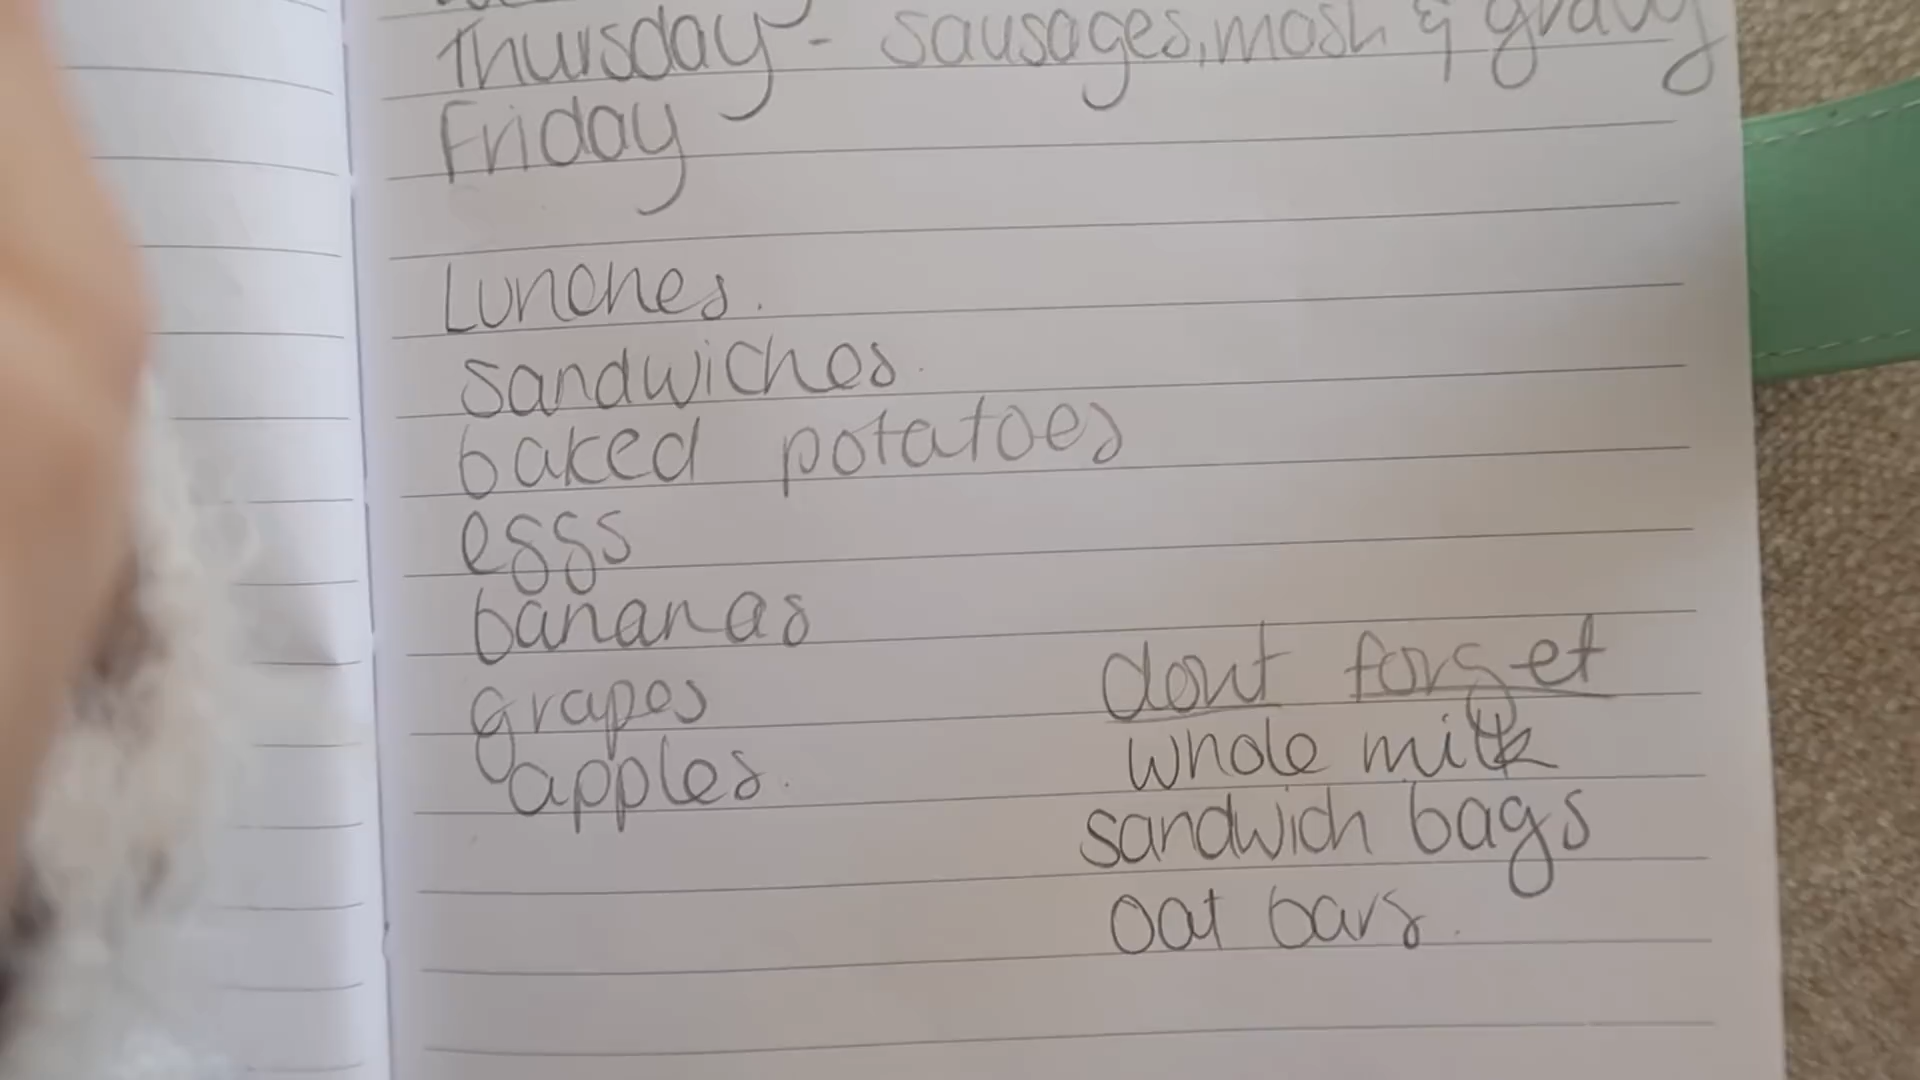 Thursday - sausages, mash & gravy
Friday
Lunches.
sandwiches.
baked potatoes
eggs
bananas
grapes
apples.
dont forget
whole milk
sandwich bags
oat bars.